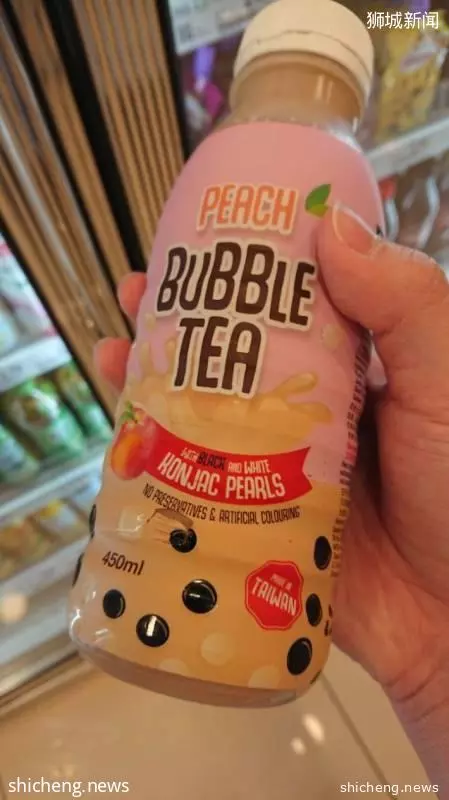 狮城新闻
PEACH
BUBBLE
TEA
WITH BLACK AND WHITE
KONJAC PEARLS
NO PRESERVATIVES & ARTIFICIAL COLOURING
450ml
MADE IN
TAIWAN
shicheng.news
shicheng.news